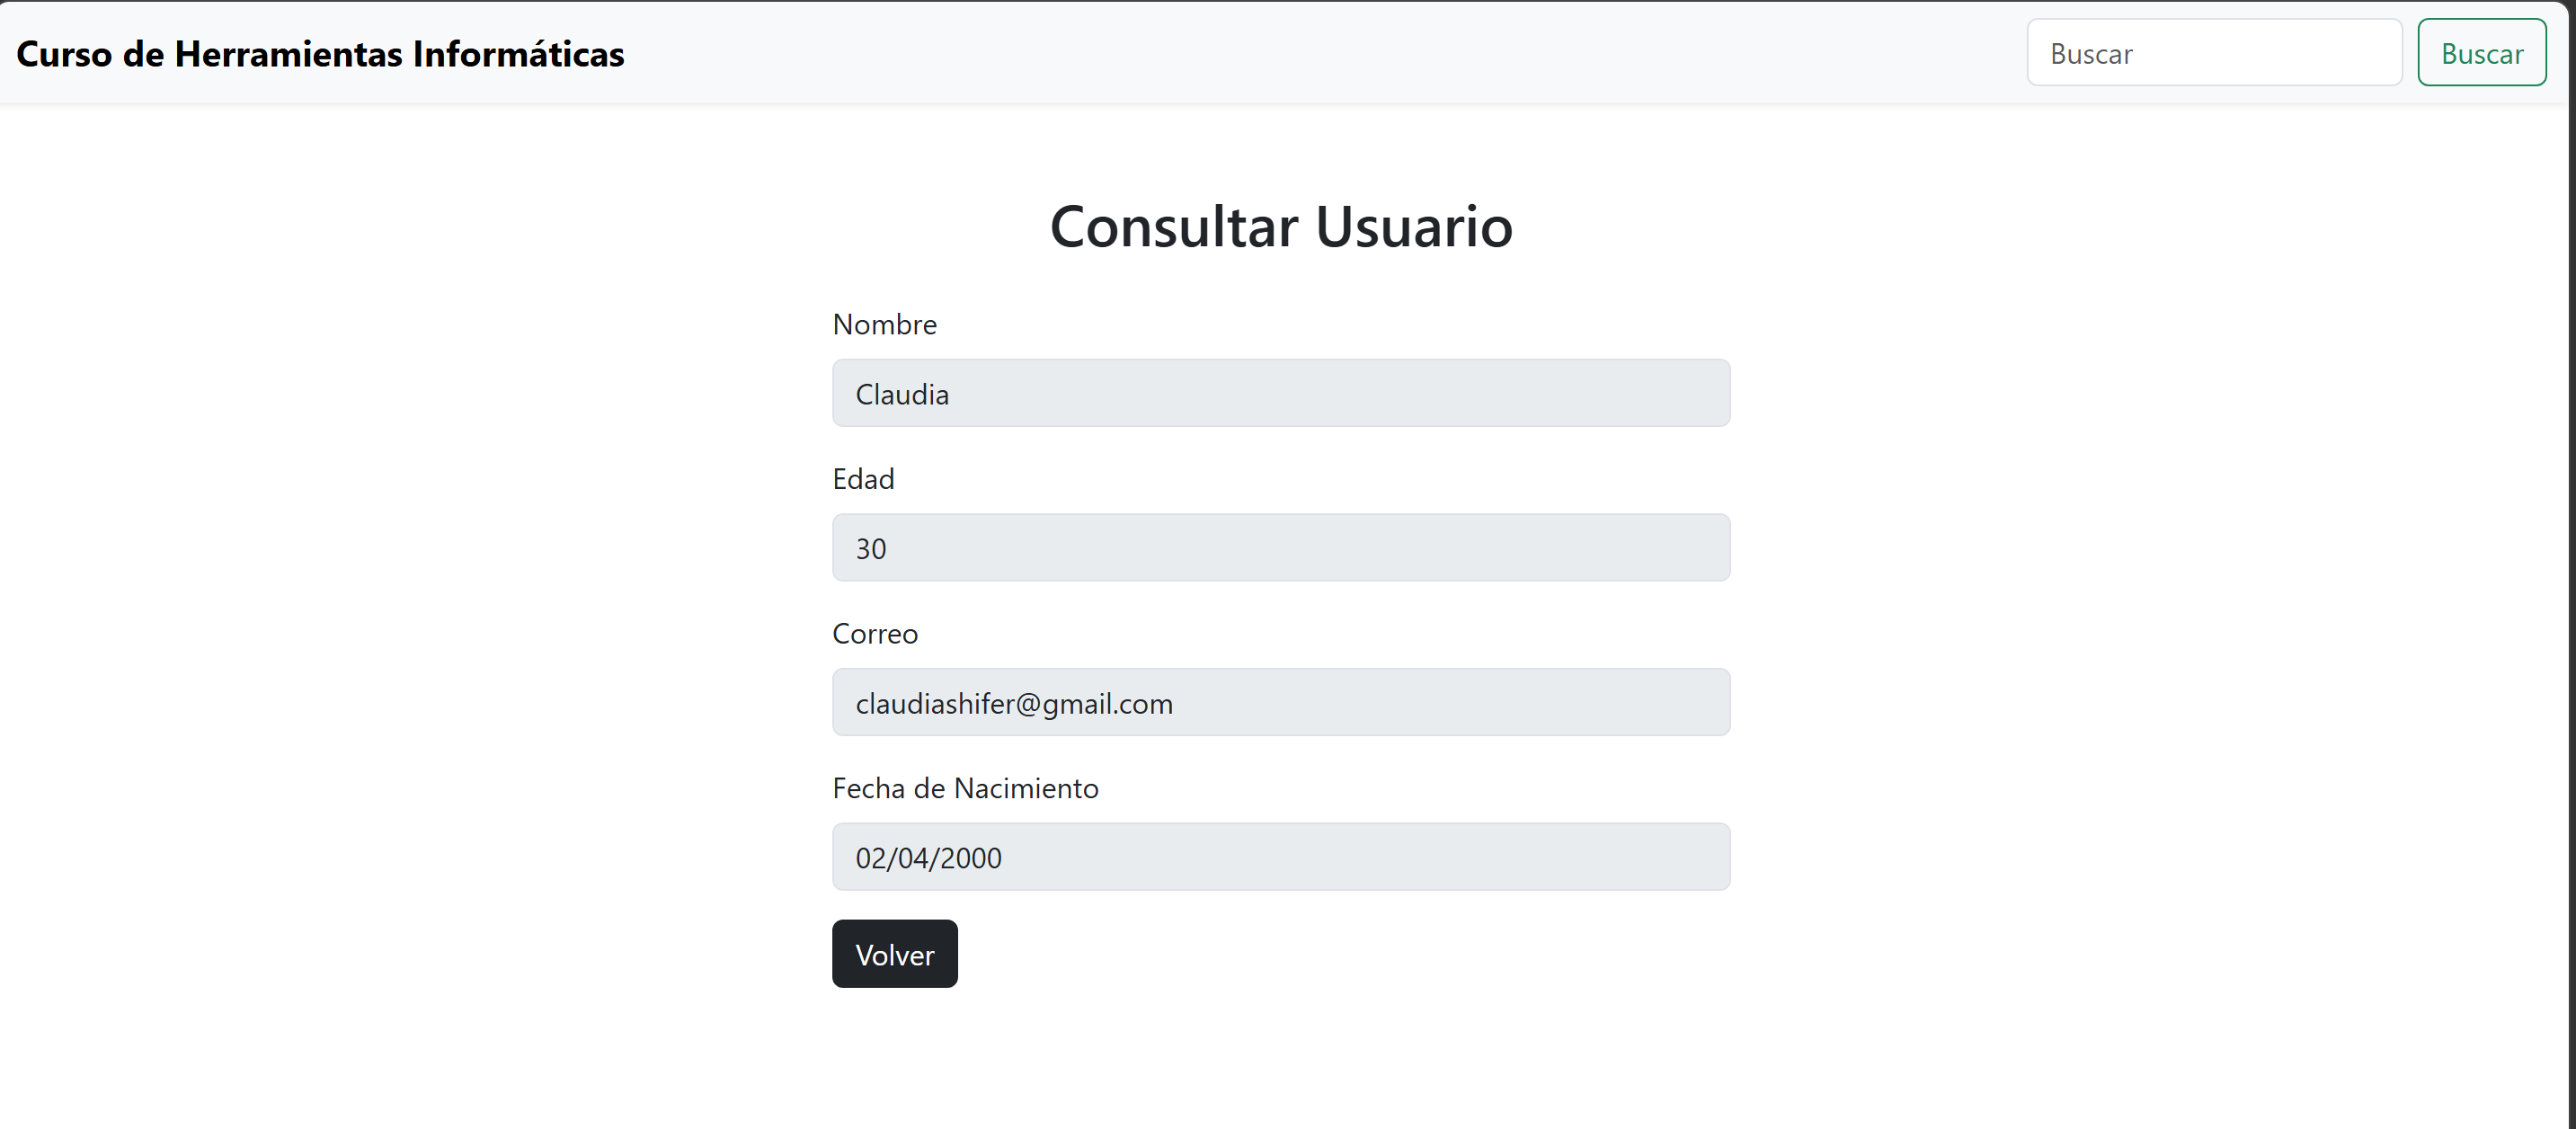 Curso de Herramientas Informáticas
Buscar
Buscar
Consultar Usuario
Nombre
Claudia
Edad
30
Correo
claudiashifer@gmail.com
Fecha de Nacimiento
02/04/2000
Volver